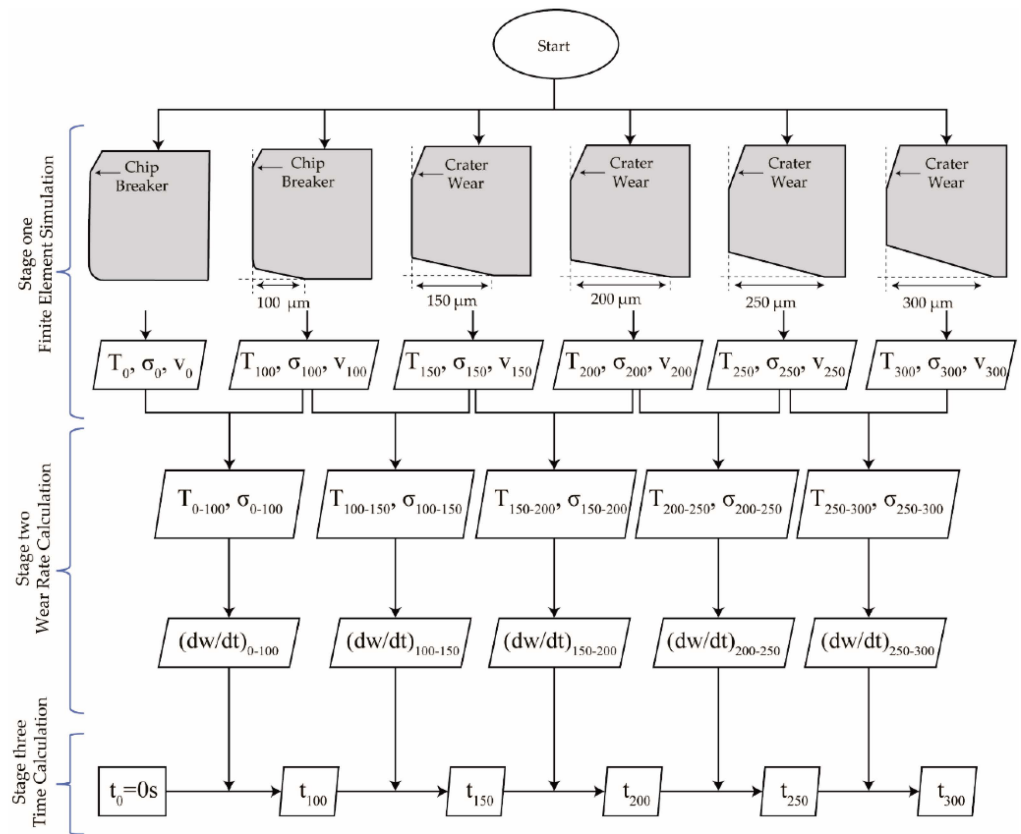 Start
Stage one
Finite Element Simulation
Chip
Breaker
Chip
Breaker
Crater
Wear
Crater
Wear
Crater
Wear
Crater
Wear
100 µm
150 µm
200 µm
250 µm
300 µm
T₀, σ₀, v₀
T₁₀₀, σ₁₀₀, v₁₀₀
T₁₅₀, σ₁₅₀, v₁₅₀
T₂₀₀, σ₂₀₀, v₂₀₀
T₂₅₀, σ₂₅₀, v₂₅₀
T₃₀₀, σ₃₀₀, v₃₀₀
Stage two
Wear Rate Calculation
T₀₋₁₀₀, σ₀₋₁₀₀
T₁₀₀₋₁₅₀, σ₁₀₀₋₁₅₀
T₁₅₀₋₂₀₀, σ₁₅₀₋₂₀₀
T₂₀₀₋₂₅₀, σ₂₀₀₋₂₅₀
T₂₅₀₋₃₀₀, σ₂₅₀₋₃₀₀
(dw/dt)₀₋₁₀₀
(dw/dt)₁₀₀₋₁₅₀
(dw/dt)₁₅₀₋₂₀₀
(dw/dt)₂₀₀₋₂₅₀
(dw/dt)₂₅₀₋₃₀₀
Stage three
Time Calculation
t₀=0s
t₁₀₀
t₁₅₀
t₂₀₀
t₂₅₀
t₃₀₀